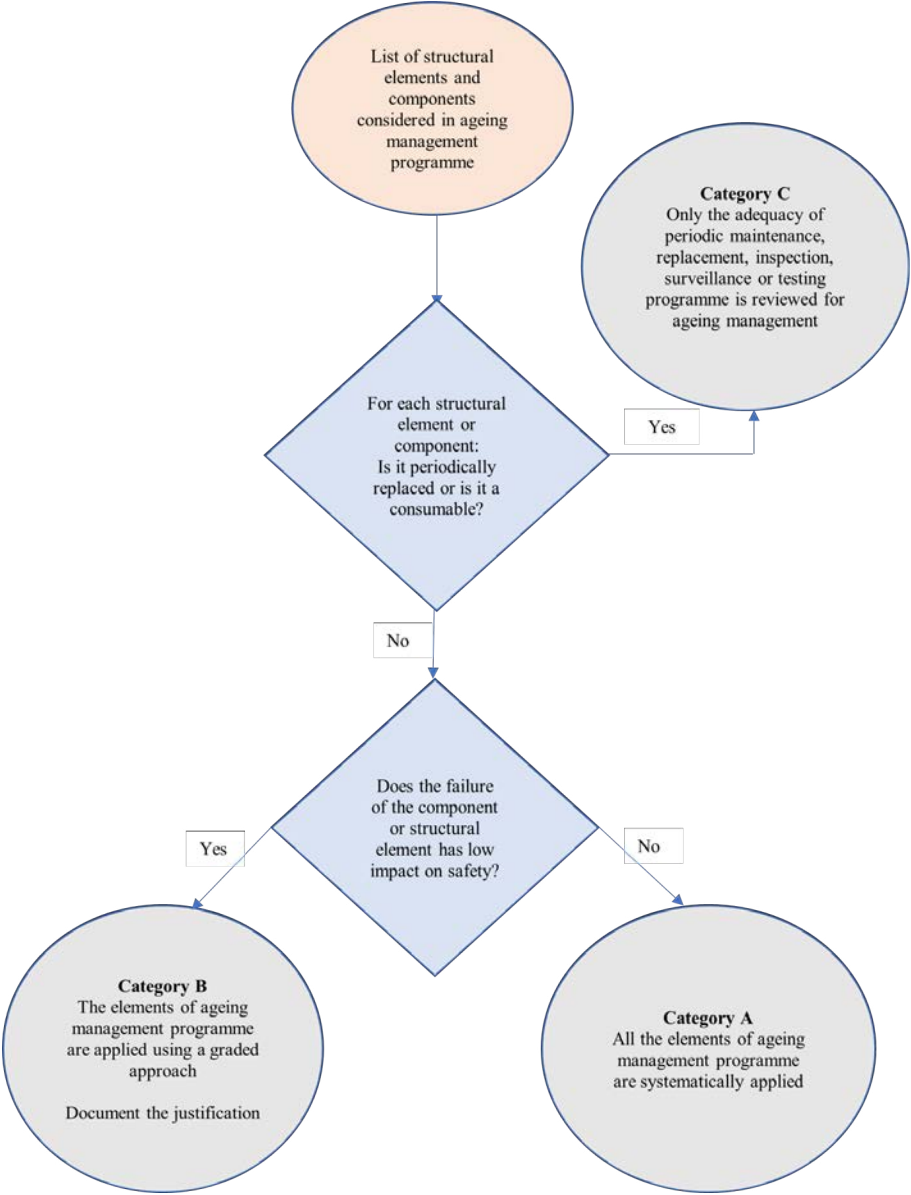 List of structural
elements and
components
considered in ageing
management
programme
Category C
Only the adequacy of
periodic maintenance,
replacement, inspection,
surveillance or testing
programme is reviewed for
ageing management
For each structural
element or
component:
Is it periodically
replaced or is it a
consumable?
Yes
No
Does the failure
of the component
or structural
element has low
impact on safety?
Yes
No
Category B
The elements of ageing
management programme
are applied using a graded
approach
Document the justification
Category A
All the elements of ageing
management programme
are systematically applied